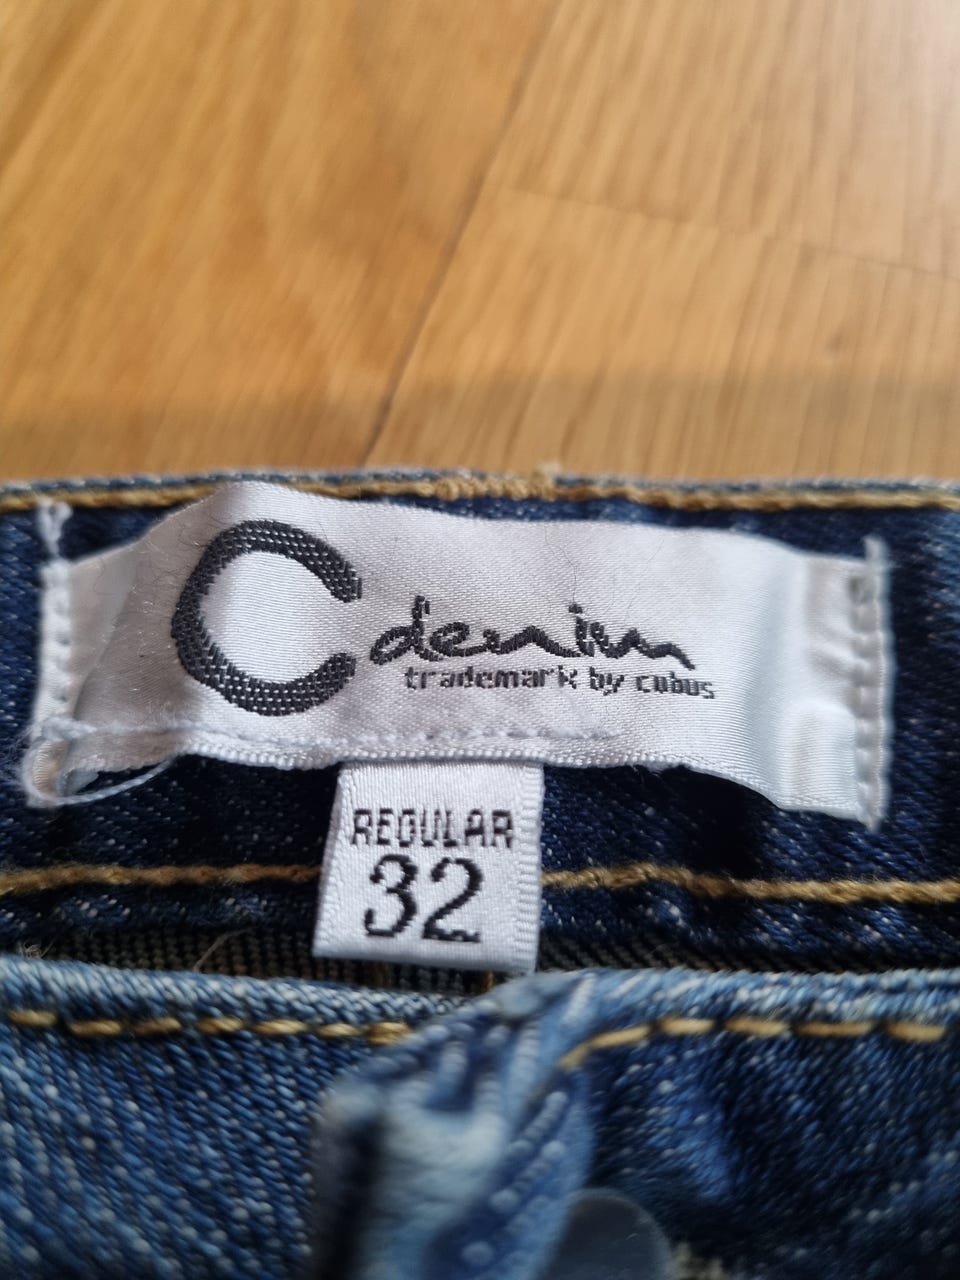 C denim
trademark by cubus
REGULAR
32